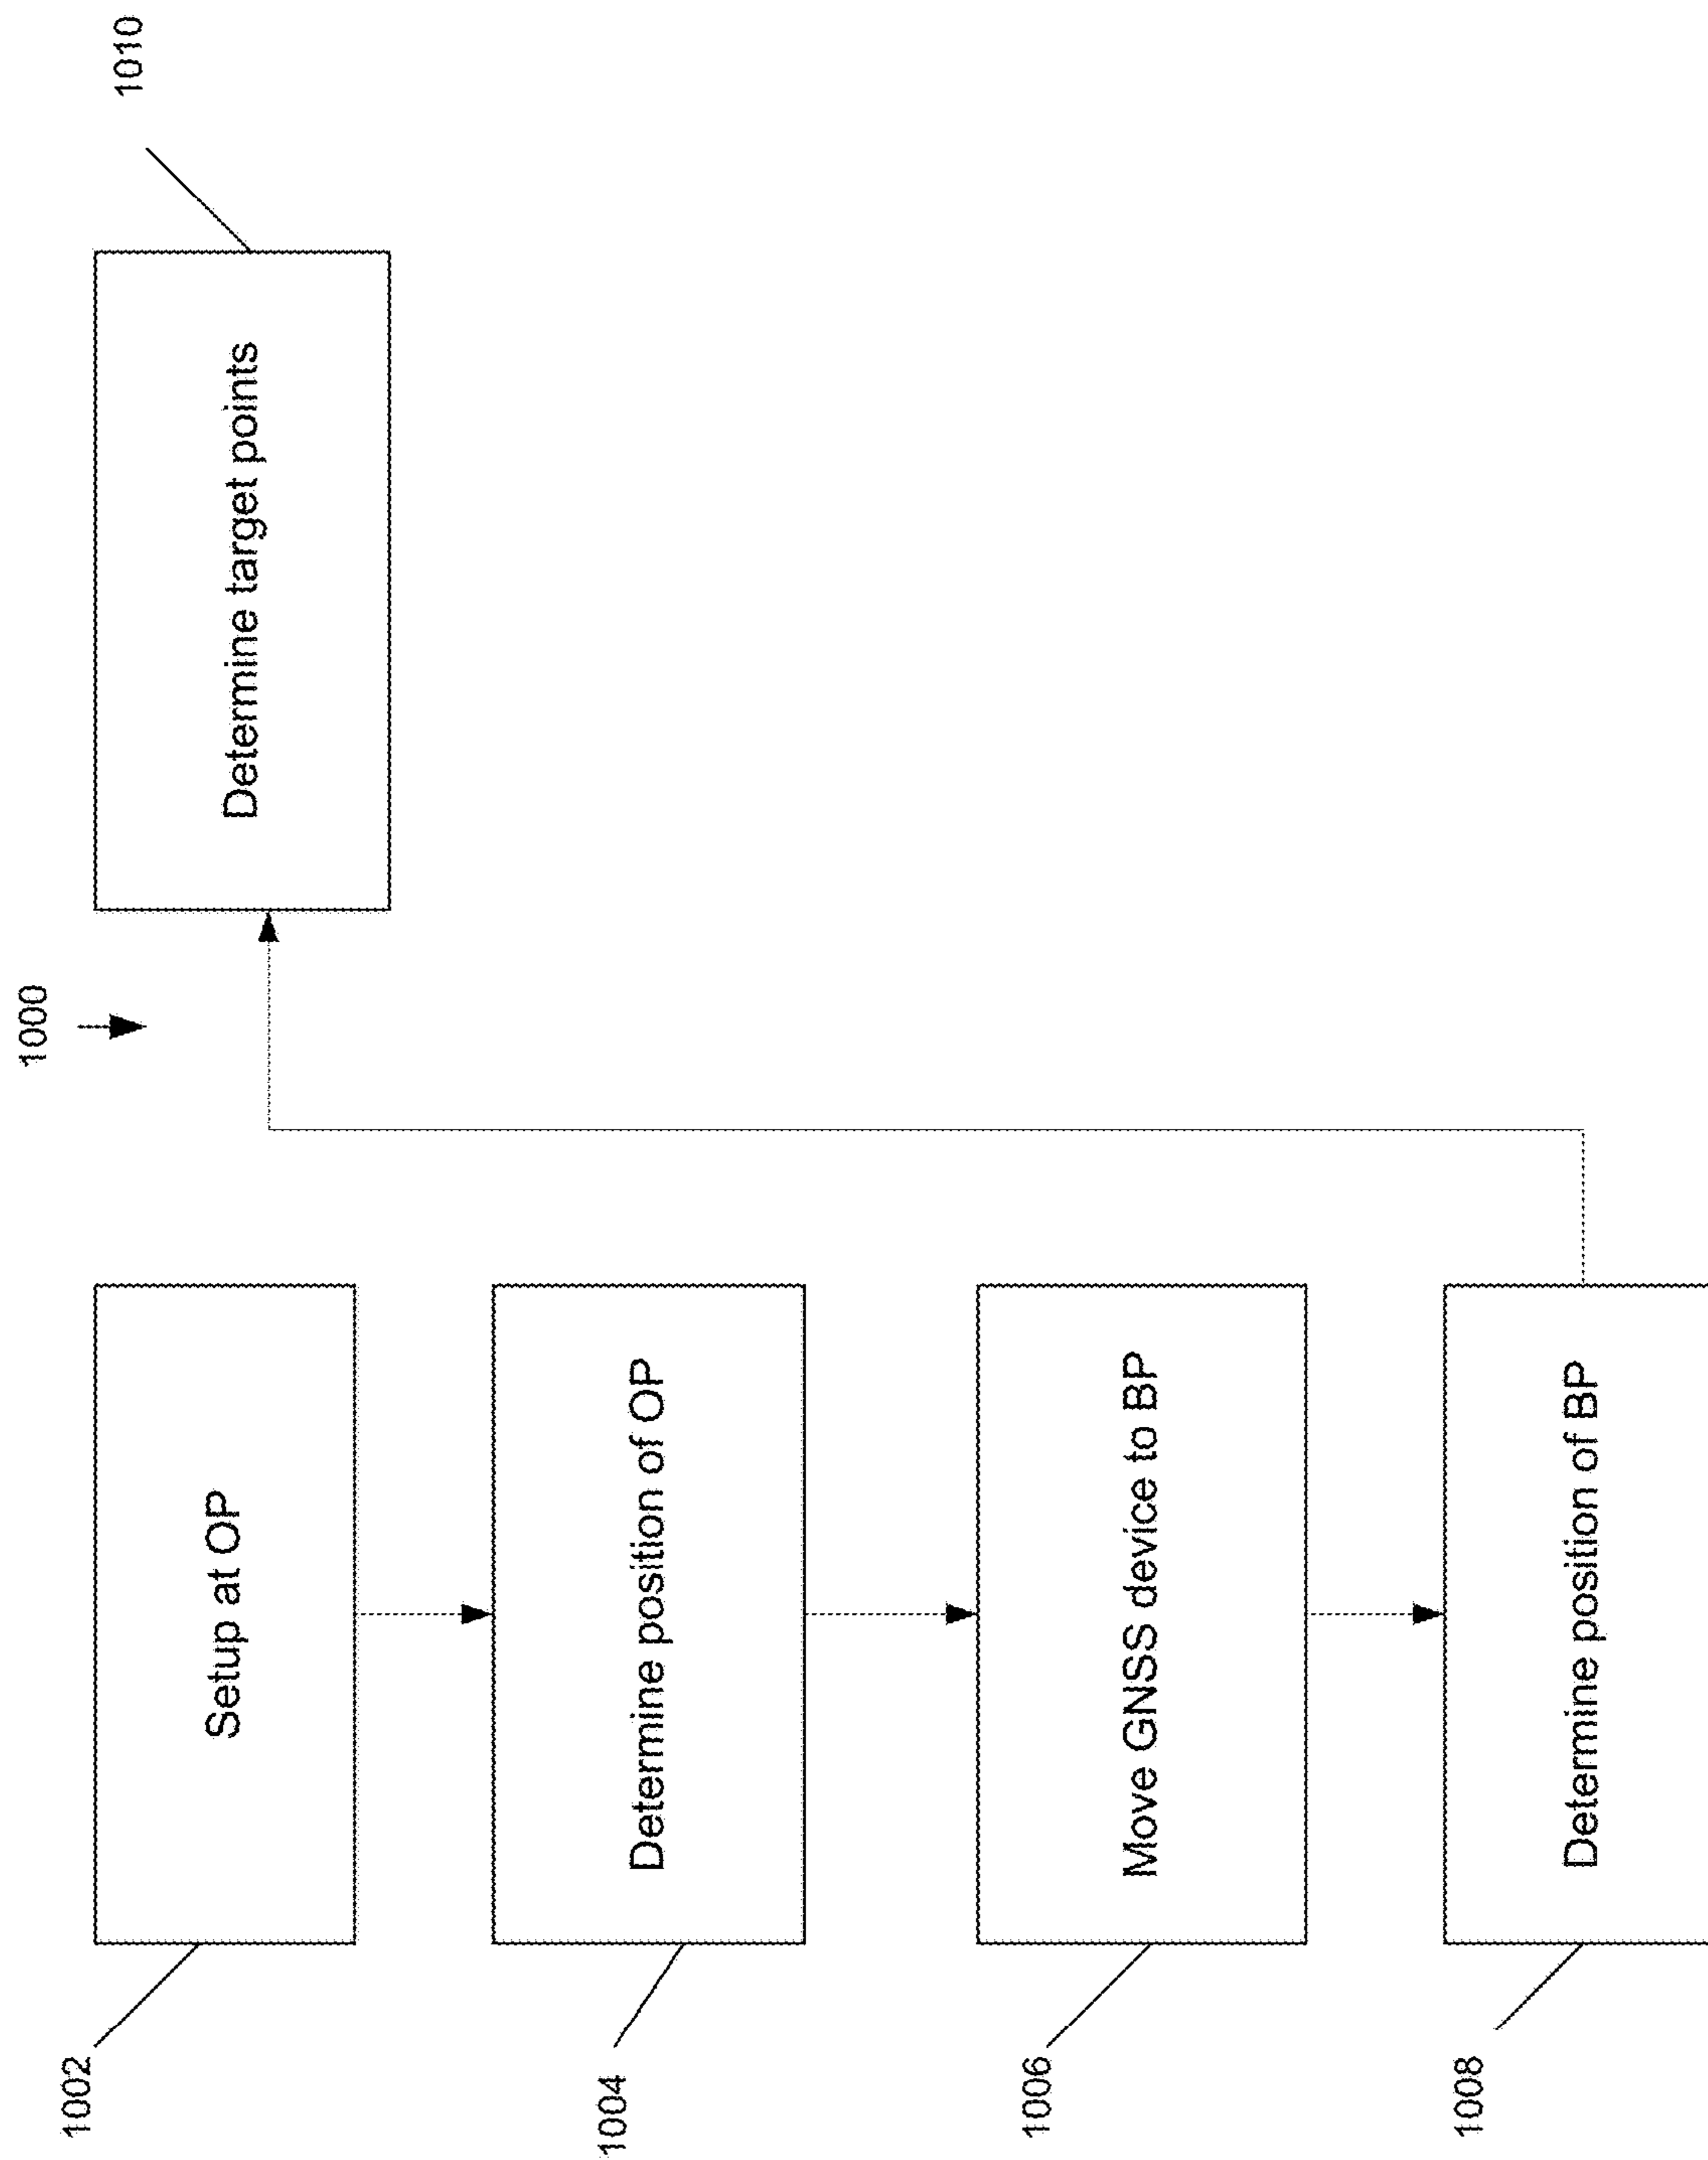 1000
1002
Setup at OP
1004
Determine position of OP
1006
Move GNSS device to BP
1008
Determine position of BP
1010
Determine target points